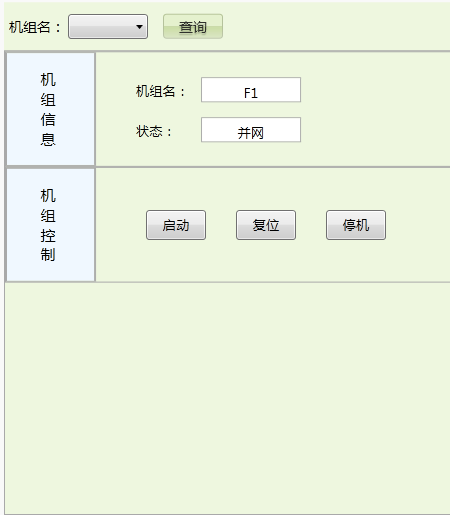 机组名： 查询
机组信息
机组名： F1
状态： 并网
机组控制
启动 复位 停机